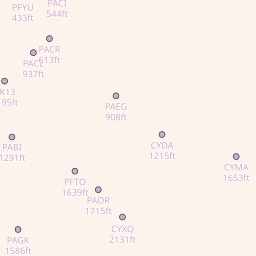 PACI
544ft
PFYU
433ft
PACR
613ft
PACE
937ft
K13
95ft
PAEG
908ft
CYDA
1215ft
PABI
1291ft
CYMA
1653ft
PFTO
1639ft
PAOR
1715ft
CYXQ
2131ft
PAGK
1586ft